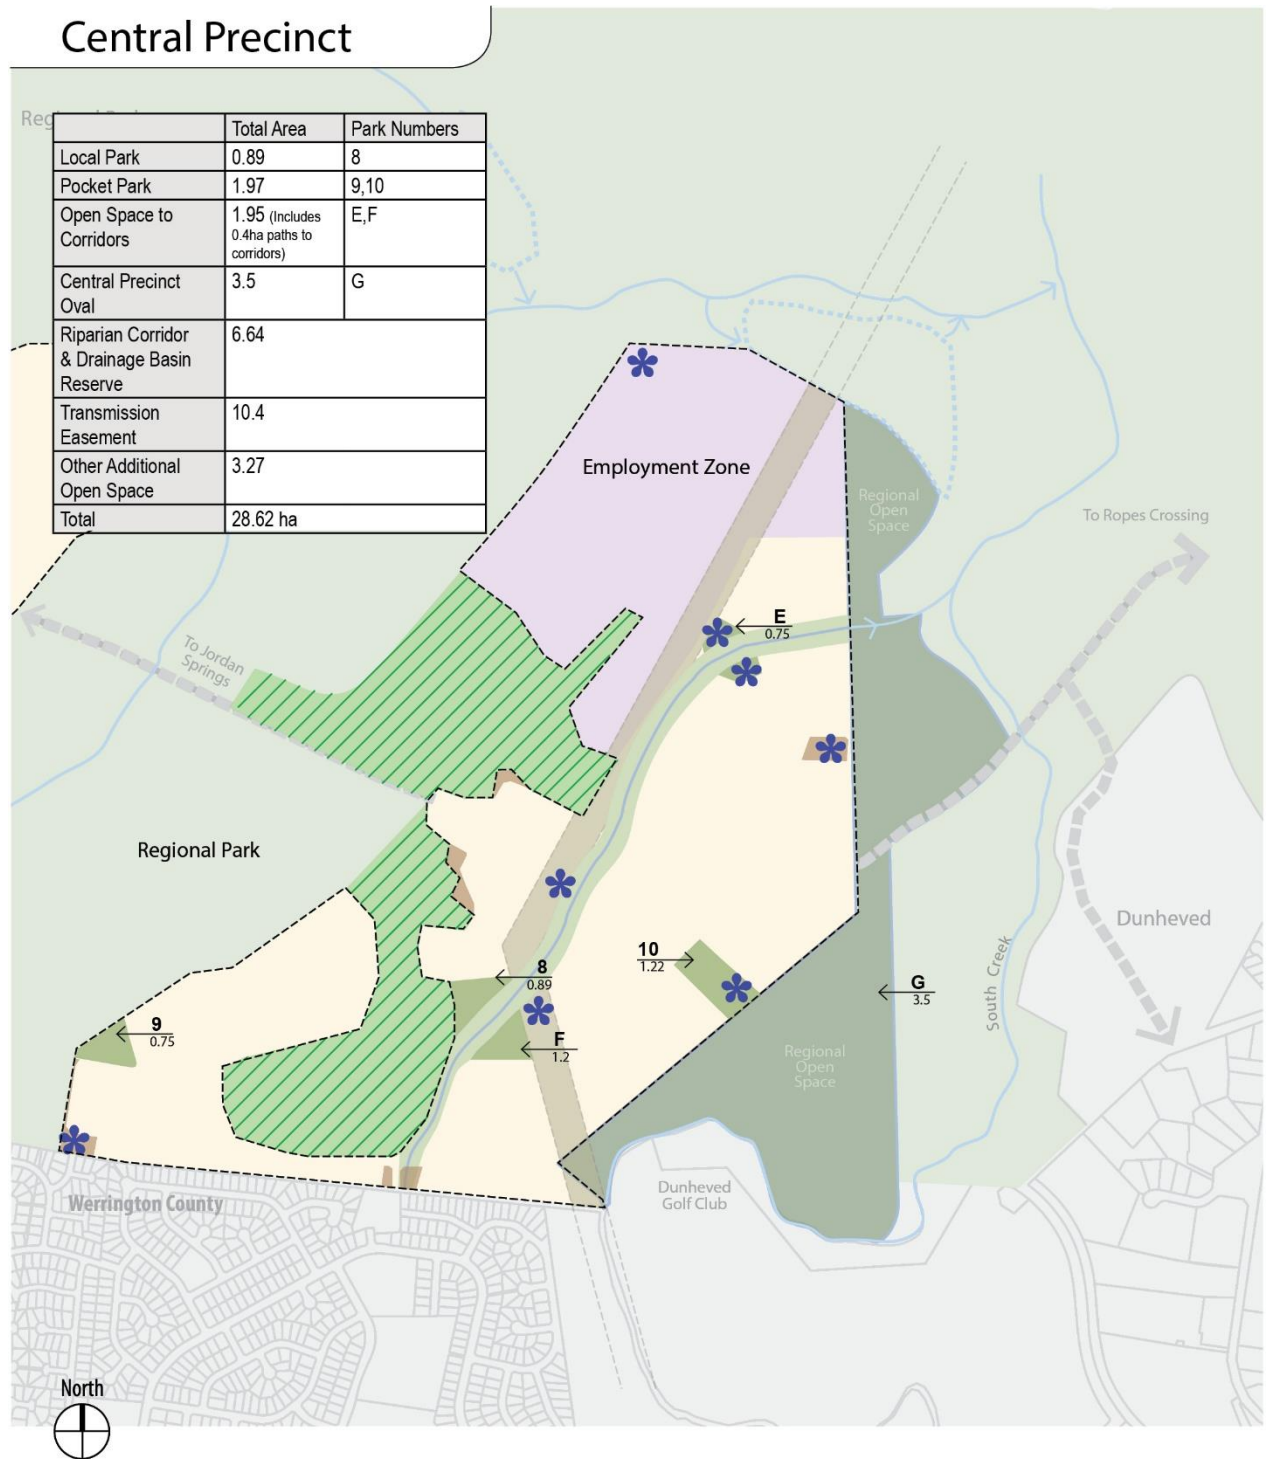 Central Precinct
Reg
Total Area Park Numbers
Local Park 0.89 8
Pocket Park 1.97 9,10
Open Space to 1.95 (Includes E,F
Corridors 0.4ha paths to
corridors)
Central Precinct 3.5 G
Oval
Riparian Corridor 6.64
& Drainage Basin
Reserve
Transmission 10.4
Easement
Other Additional 3.27
Open Space
Total 28.62 ha
Employment Zone
Regional
Open
Space
To Ropes Crossing
E
0.75
To Jordan
Springs
Regional Park
Dunheved
10
1.22
8
0.89
G
3.5
South Creek
9
0.75
F
1.2
Regional
Open
Space
Dunheved
Golf Club
Werrington County
North